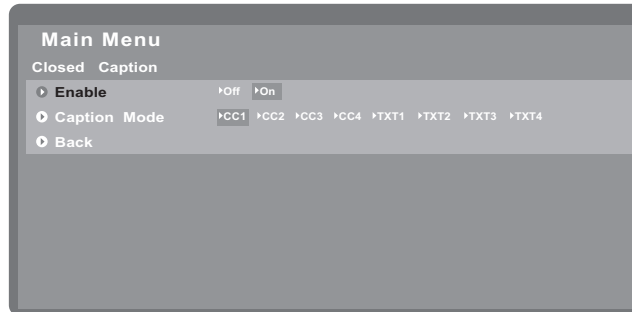 Main Menu
Closed Caption
Enable Off On
Caption Mode CC1 CC2 CC3 CC4 TXT1 TXT2 TXT3 TXT4
Back